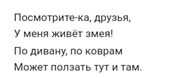 Посмотрите-ка, друзья,
У меня живёт змея!
По дивану, по коврам
Может ползать тут и там.